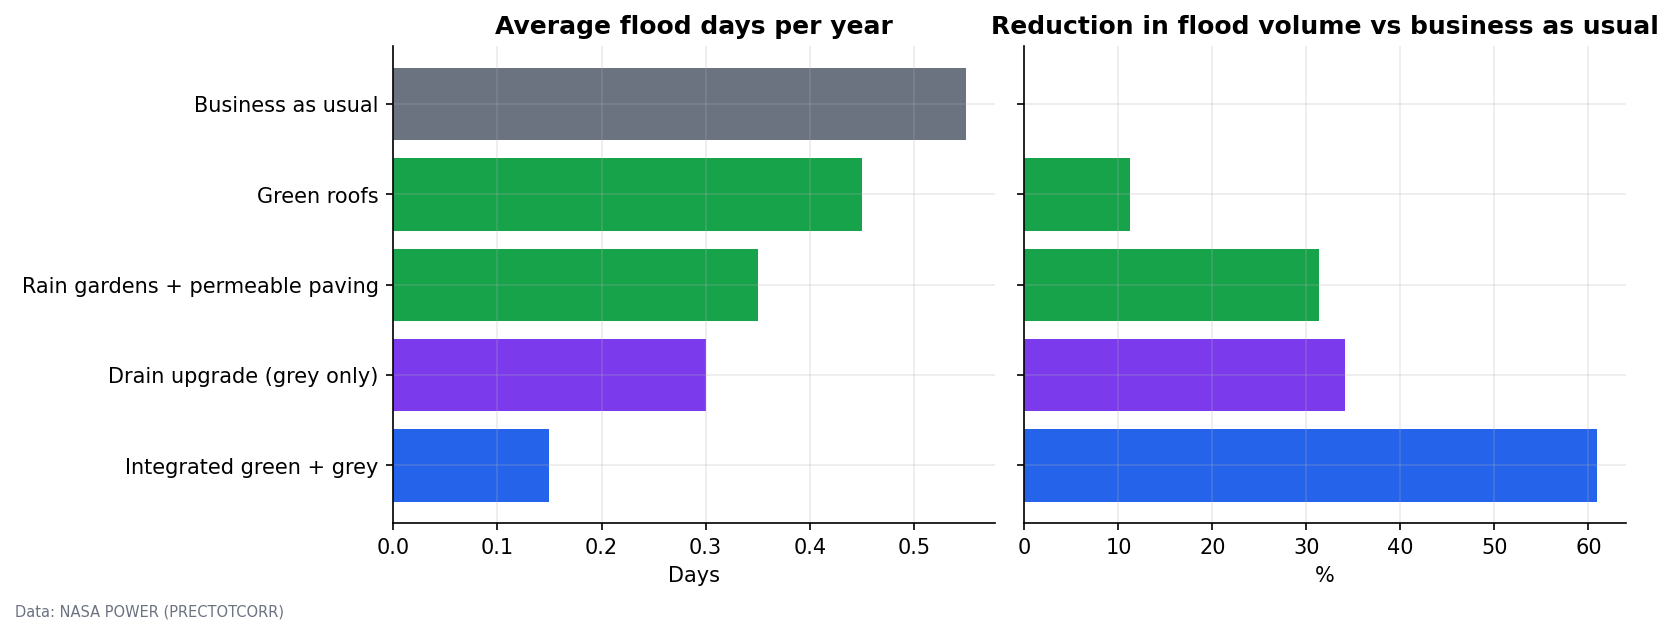 Average flood days per year
Reduction in flood volume vs business as usual
Business as usual
Green roofs
Rain gardens + permeable paving
Drain upgrade (grey only)
Integrated green + grey
0.0 0.1 0.2 0.3 0.4 0.5
Days
0 10 20 30 40 50 60
%
Data: NASA POWER (PRECTOTCORR)